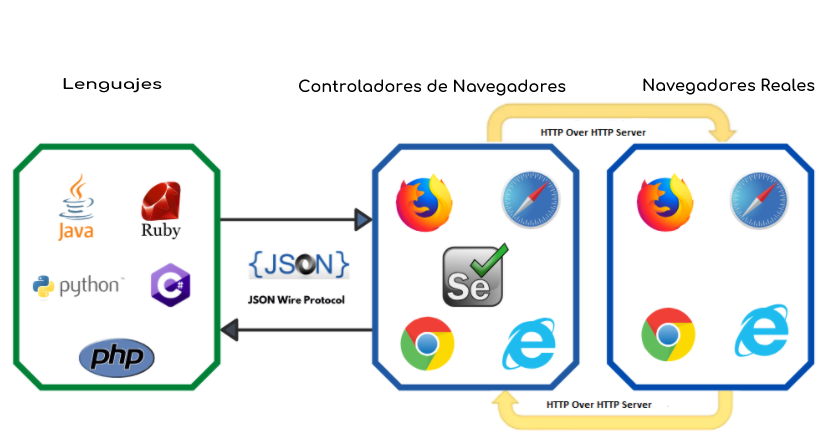 Lenguajes
Controladores de Navegadores
Navegadores Reales
HTTP Over HTTP Server
Java
Ruby
python™
C#
php
{JSON}
JSON Wire Protocol
Se
HTTP Over HTTP Server